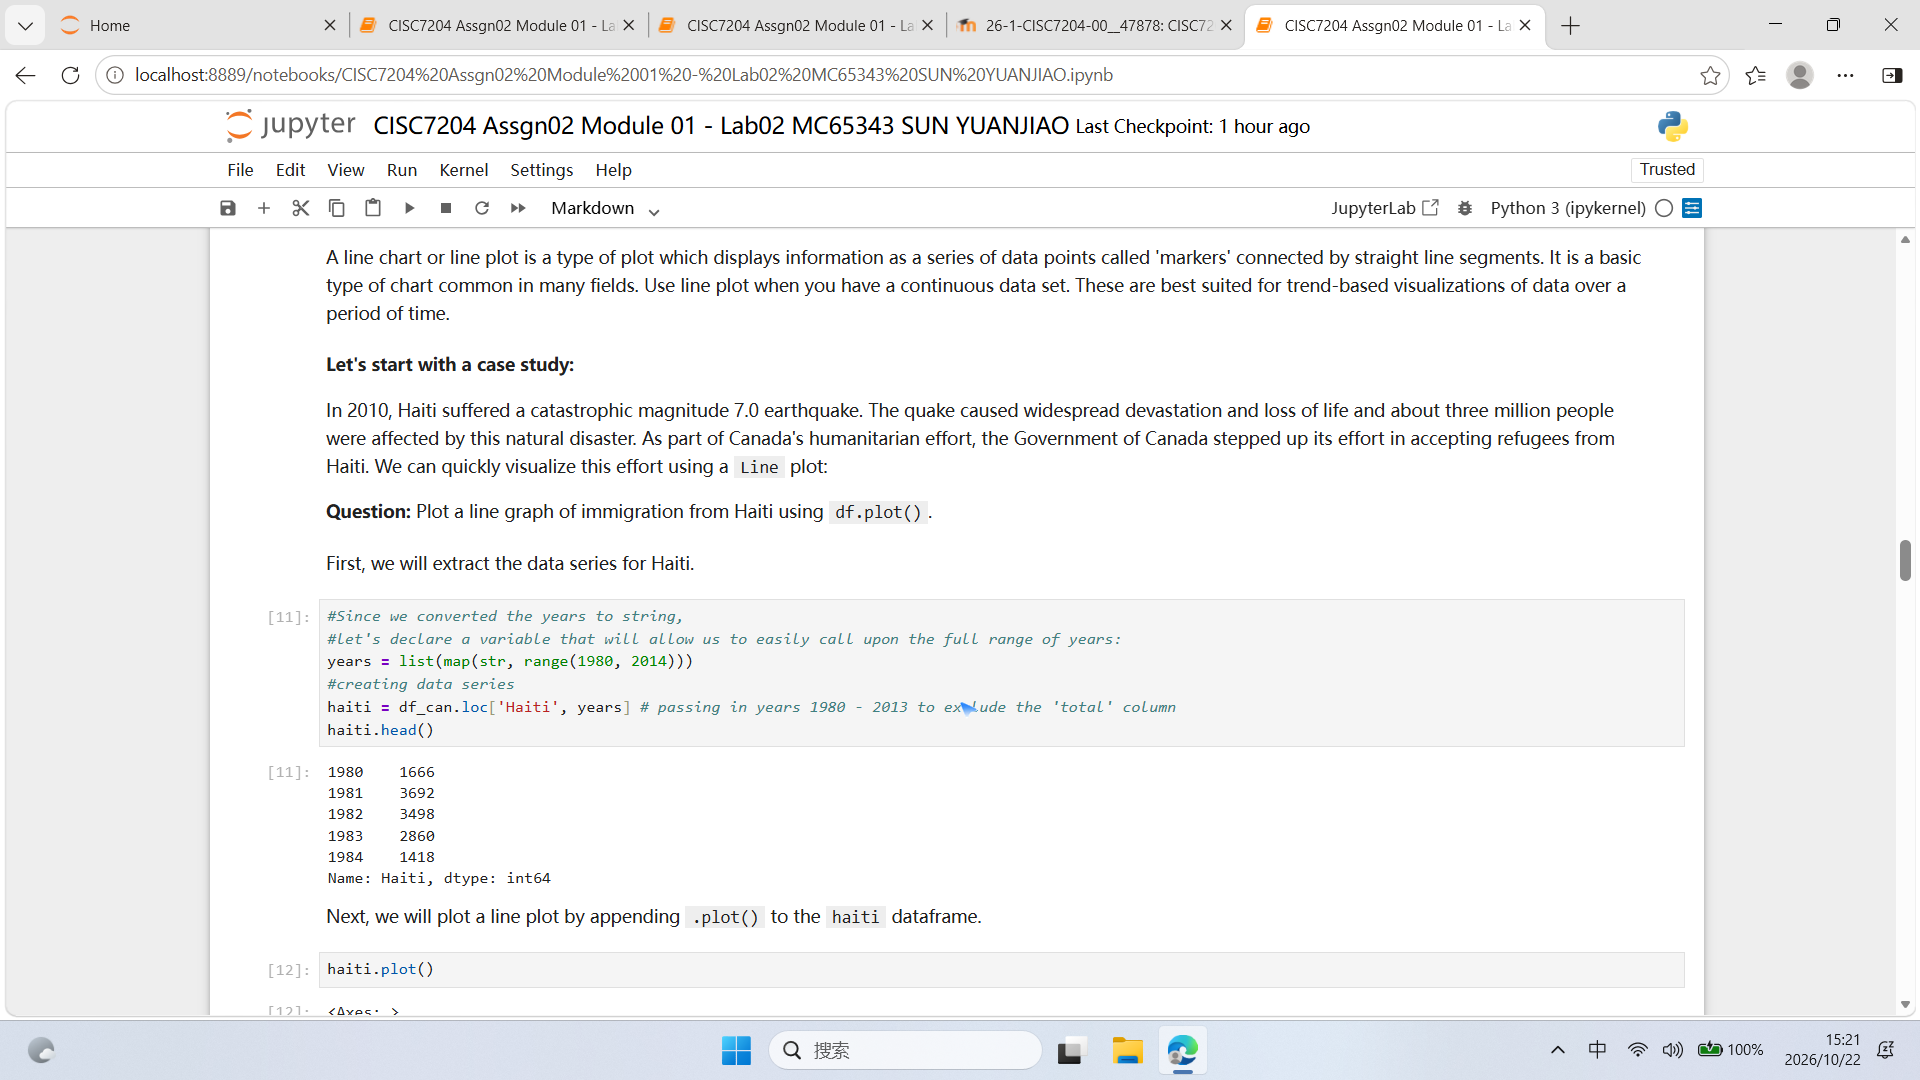 Home
CISC7204 Assgn02 Module 01 - La
CISC7204 Assgn02 Module 01 - La
26-1-CISC7204-00__47878: CISC72
CISC7204 Assgn02 Module 01 - La
localhost:8889/notebooks/CISC7204%20Assgn02%20Module%2001%20-%20Lab02%20MC65343%20SUN%20YUANJIAO.ipynb
jupyter CISC7204 Assgn02 Module 01 - Lab02 MC65343 SUN YUANJIAO Last Checkpoint: 1 hour ago
File Edit View Run Kernel Settings Help Trusted
Markdown JupyterLab Python 3 (ipykernel)
A line chart or line plot is a type of plot which displays information as a series of data points called 'markers' connected by straight line segments. It is a basic
type of chart common in many fields. Use line plot when you have a continuous data set. These are best suited for trend-based visualizations of data over a
period of time.
Let's start with a case study:
In 2010, Haiti suffered a catastrophic magnitude 7.0 earthquake. The quake caused widespread devastation and loss of life and about three million people
were affected by this natural disaster. As part of Canada's humanitarian effort, the Government of Canada stepped up its effort in accepting refugees from
Haiti. We can quickly visualize this effort using a Line plot:
Question: Plot a line graph of immigration from Haiti using df.plot().
First, we will extract the data series for Haiti.
[11]: #Since we converted the years to string,
#let's declare a variable that will allow us to easily call upon the full range of years:
years = list(map(str, range(1980, 2014)))
#creating data series
haiti = df_can.loc['Haiti', years] # passing in years 1980 - 2013 to exclude the 'total' column
haiti.head()
[11]: 1980 1666
1981 3692
1982 3498
1983 2860
1984 1418
Name: Haiti, dtype: int64
Next, we will plot a line plot by appending .plot() to the haiti dataframe.
[12]: haiti.plot()
[12]: <Axes: >
搜索
中
100%
15:21
2026/10/22